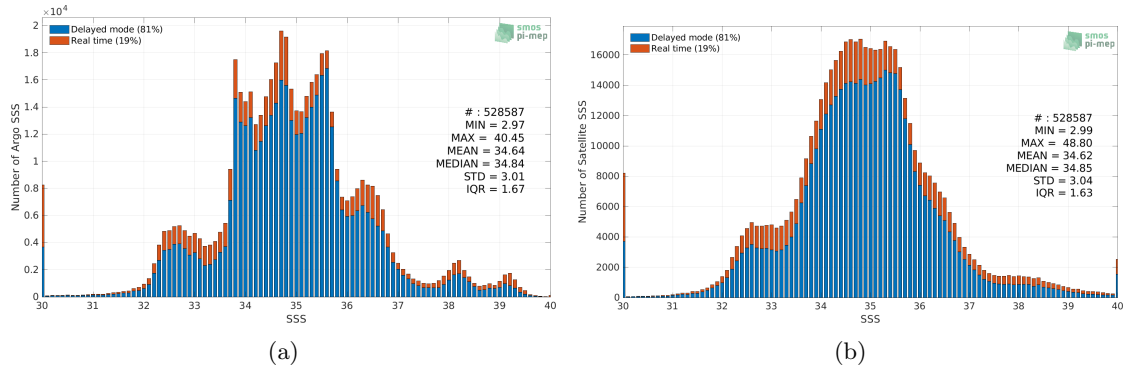 ×10⁴
Delayed mode (81%)
Real time (19%)
smos
pi-mep
# : 528587
MIN = 2.97
MAX = 40.45
MEAN = 34.64
MEDIAN = 34.84
STD = 3.01
IQR = 1.67
Number of Argo SSS
2
1.8
1.6
1.4
1.2
1
0.8
0.6
0.4
0.2
0
30 31 32 33 34 35 36 37 38 39 40
SSS
(a)
Delayed mode (81%)
Real time (19%)
smos
pi-mep
# : 528587
MIN = 2.99
MAX = 48.80
MEAN = 34.62
MEDIAN = 34.85
STD = 3.04
IQR = 1.63
Number of Satellite SSS
16000
14000
12000
10000
8000
6000
4000
2000
0
30 31 32 33 34 35 36 37 38 39 40
SSS
(b)